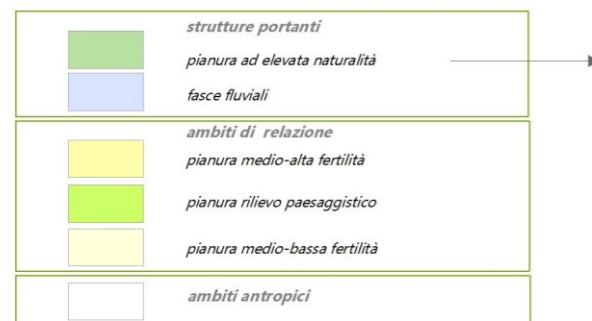 strutture portanti
pianura ad elevata naturalità
fasce fluviali
ambiti di relazione
pianura medio-alta fertilità
pianura rilievo paesaggistico
pianura medio-bassa fertilità
ambiti antropici